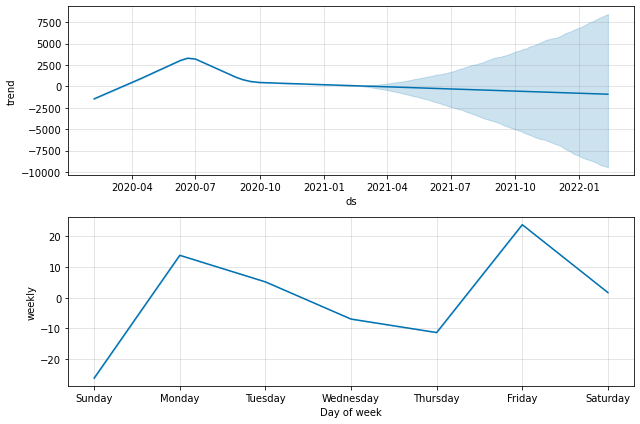 7500
5000
2500
0
−2500
−5000
−7500
−10000
trend
2020-04 2020-07 2020-10 2021-01 2021-04 2021-07 2021-10 2022-01
ds
20
10
0
−10
−20
weekly
Sunday Monday Tuesday Wednesday Thursday Friday Saturday
Day of week